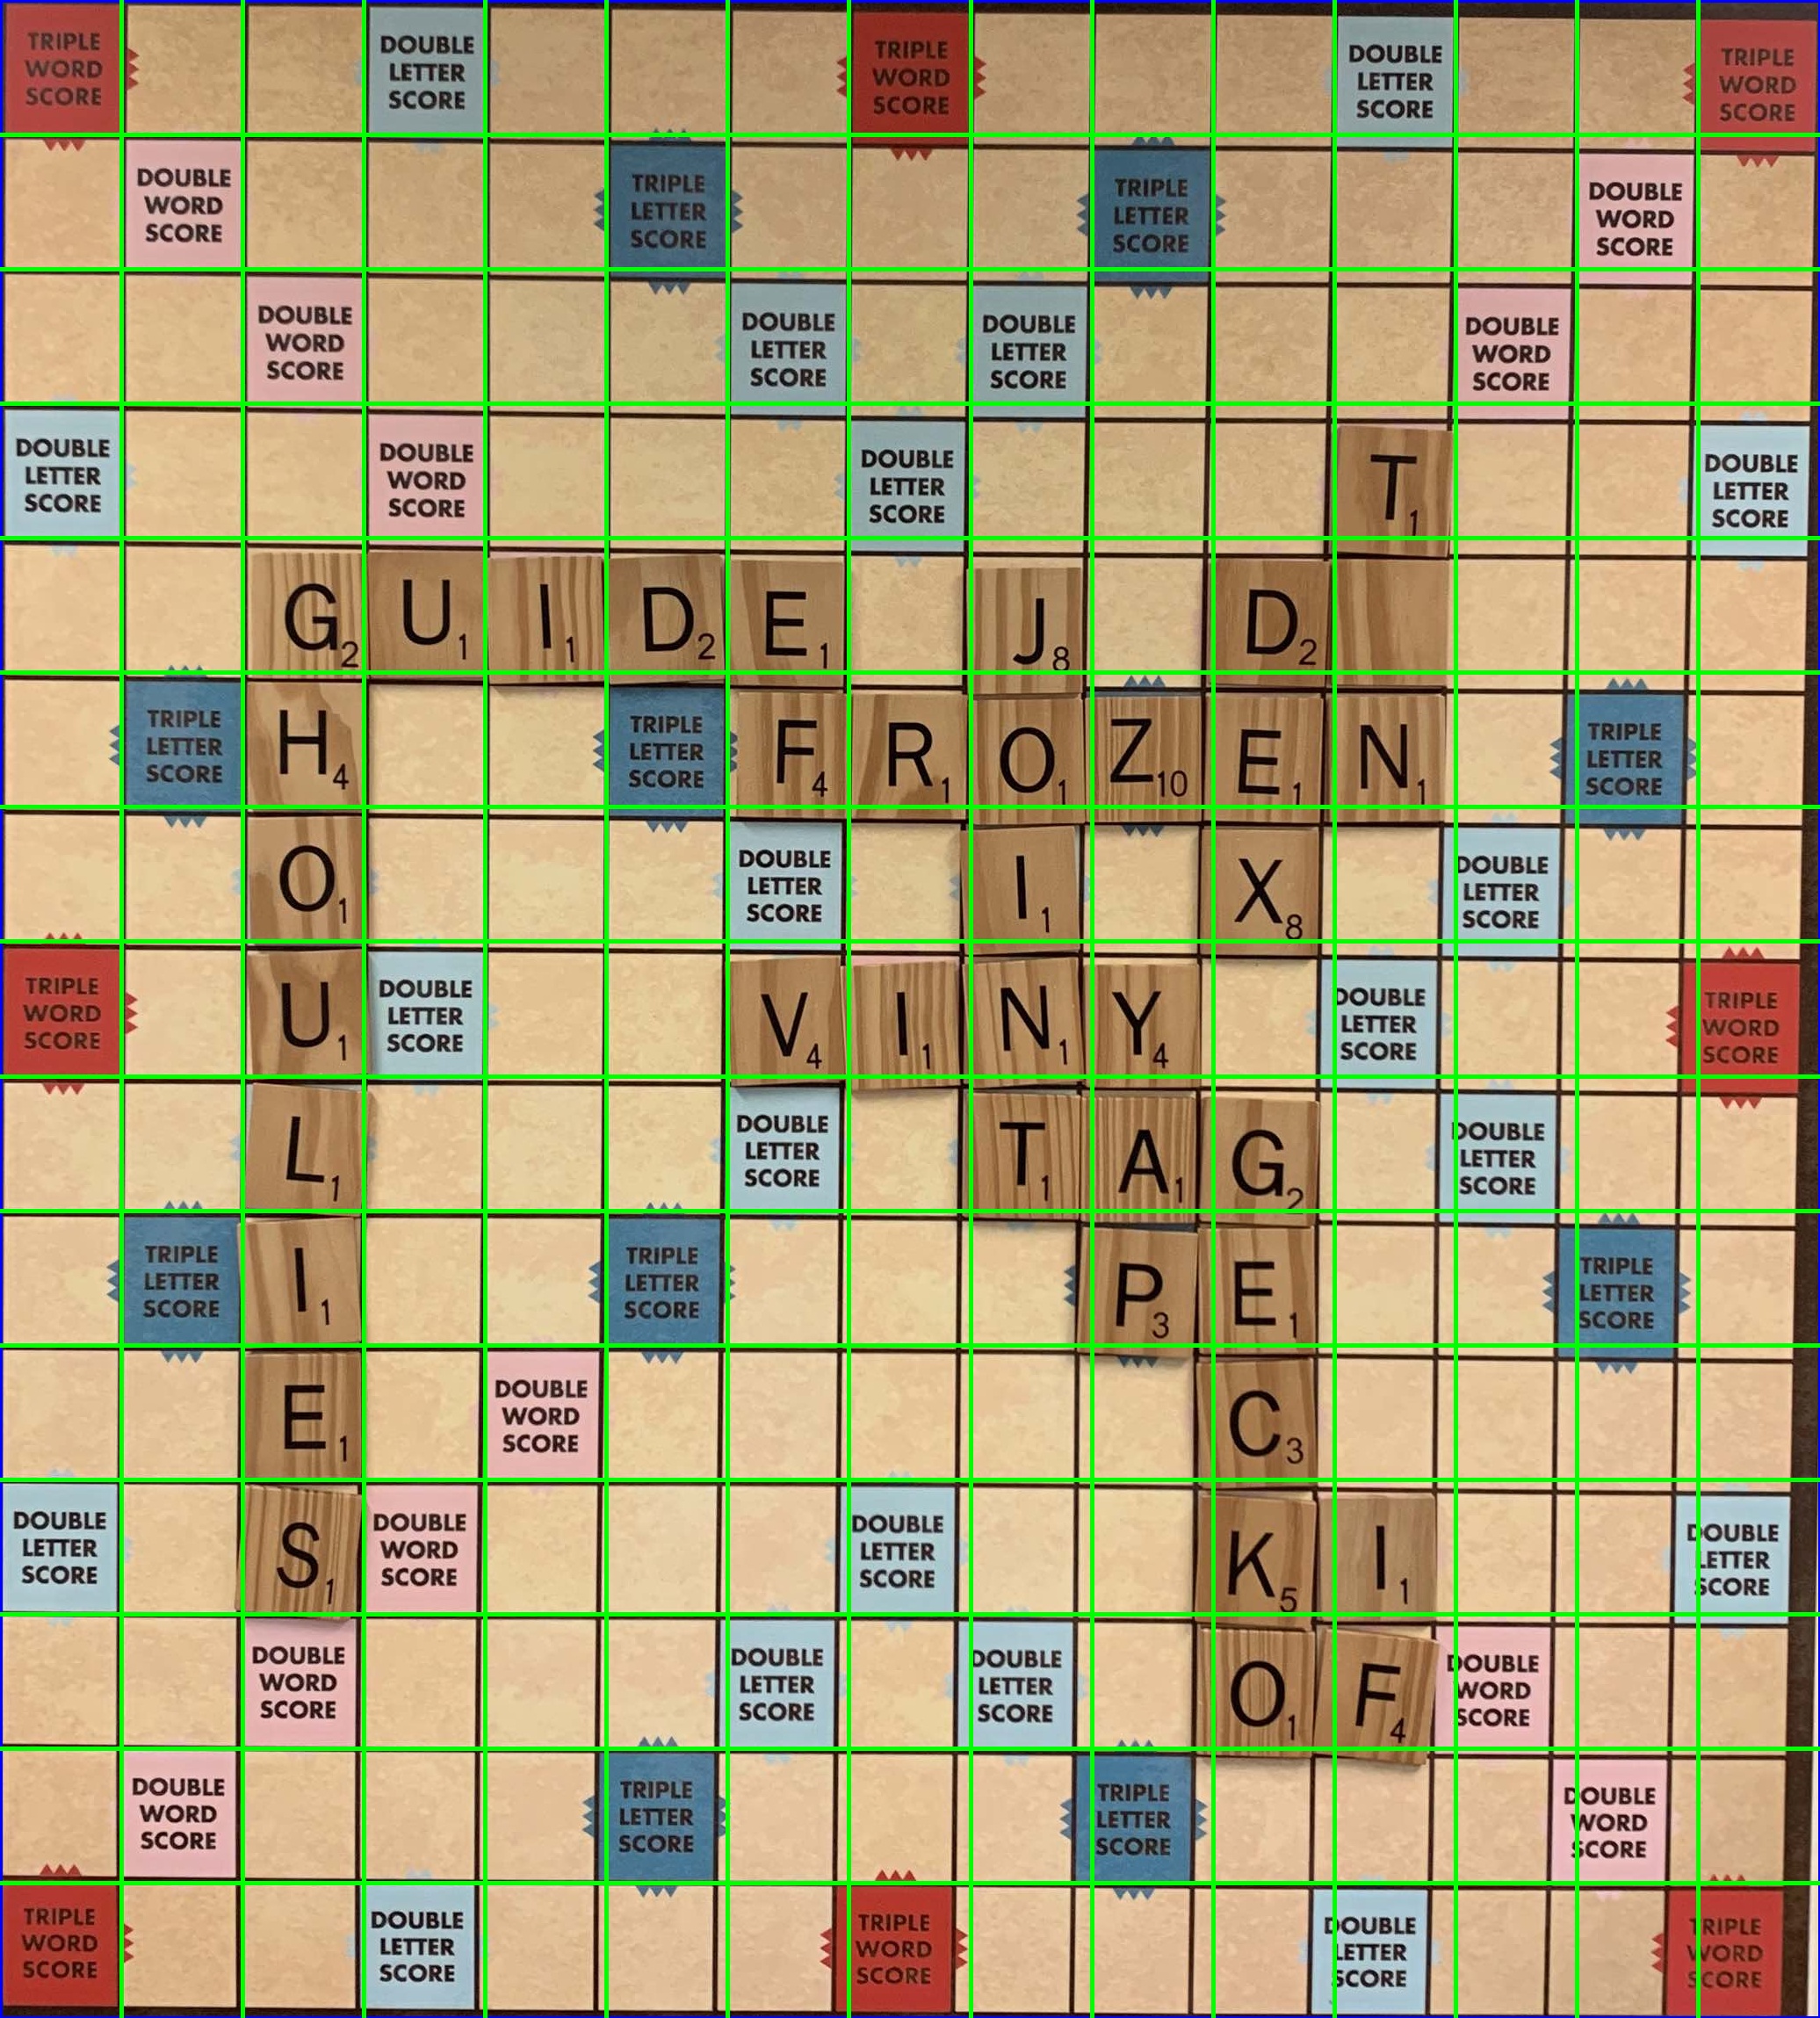 TRIPLE WORD SCORE DOUBLE LETTER SCORE TRIPLE WORD SCORE DOUBLE LETTER SCORE TRIPLE WORD SCORE
DOUBLE WORD SCORE TRIPLE LETTER SCORE TRIPLE LETTER SCORE DOUBLE WORD SCORE
DOUBLE WORD SCORE DOUBLE LETTER SCORE DOUBLE LETTER SCORE DOUBLE WORD SCORE
DOUBLE LETTER SCORE DOUBLE WORD SCORE DOUBLE LETTER SCORE T1 DOUBLE LETTER SCORE
G2 U1 I1 D2 E1 J8 D2
TRIPLE LETTER SCORE H4 TRIPLE LETTER SCORE F4 R1 O1 Z10 E1 N1 TRIPLE LETTER SCORE
O1 DOUBLE LETTER SCORE I1 X8 DOUBLE LETTER SCORE
TRIPLE WORD SCORE U1 DOUBLE LETTER SCORE V4 I1 N1 Y4 DOUBLE LETTER SCORE TRIPLE WORD SCORE
L1 DOUBLE LETTER SCORE T1 A1 G2 DOUBLE LETTER SCORE
TRIPLE LETTER SCORE I1 TRIPLE LETTER SCORE P3 E1 TRIPLE LETTER SCORE
E1 DOUBLE WORD SCORE C3
DOUBLE LETTER SCORE S1 DOUBLE WORD SCORE DOUBLE LETTER SCORE K5 I1 DOUBLE LETTER SCORE
DOUBLE WORD SCORE DOUBLE LETTER SCORE DOUBLE LETTER SCORE O1 F4 DOUBLE WORD SCORE
DOUBLE WORD SCORE TRIPLE LETTER SCORE TRIPLE LETTER SCORE DOUBLE WORD SCORE
TRIPLE WORD SCORE DOUBLE LETTER SCORE TRIPLE WORD SCORE DOUBLE LETTER SCORE TRIPLE WORD SCORE